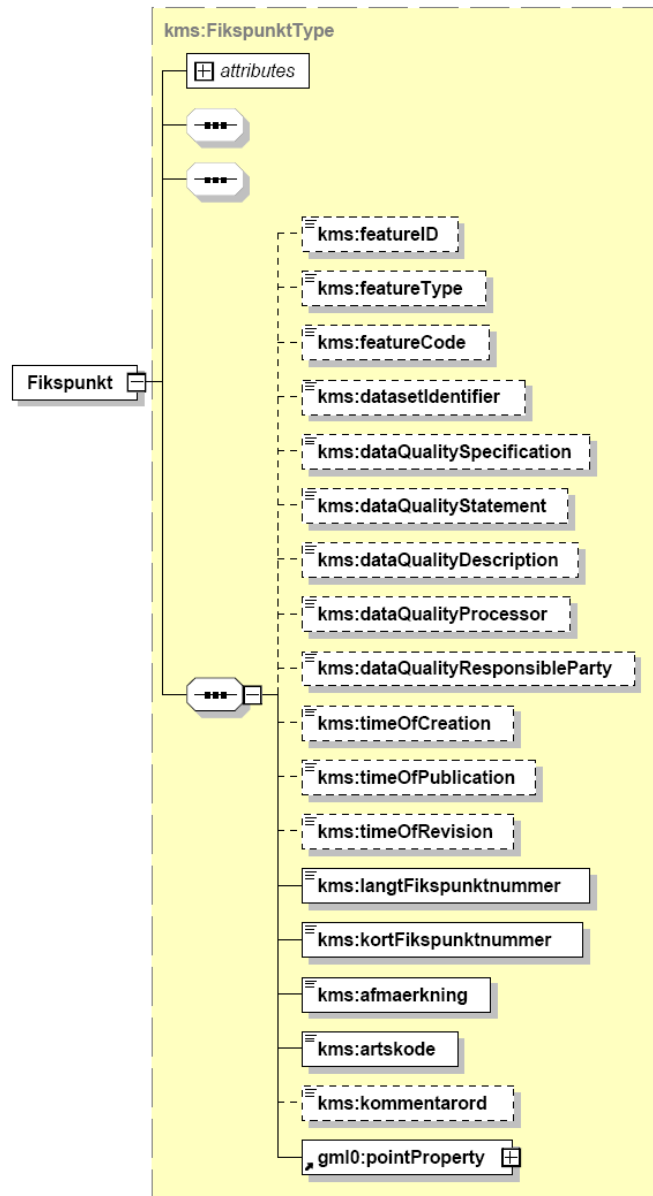 kms:FikspunktType
attributes
kms:featureID
kms:featureType
kms:featureCode
Fikspunkt
kms:datasetIdentifier
kms:dataQualitySpecification
kms:dataQualityStatement
kms:dataQualityDescription
kms:dataQualityProcessor
kms:dataQualityResponsibleParty
kms:timeOfCreation
kms:timeOfPublication
kms:timeOfRevision
kms:langtFikspunktnummer
kms:kortFikspunktnummer
kms:afmaerkning
kms:artskode
kms:kommentarord
gml0:pointProperty